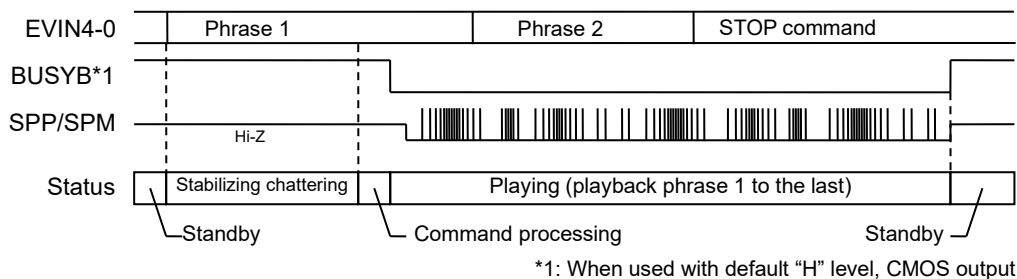 EVIN4-0 Phrase 1 Phrase 2 STOP command
BUSYB*1
SPP/SPM
Hi-Z
Status Stabilizing chattering Playing (playback phrase 1 to the last)
Standby Command processing Standby
*1: When used with default “H” level, CMOS output